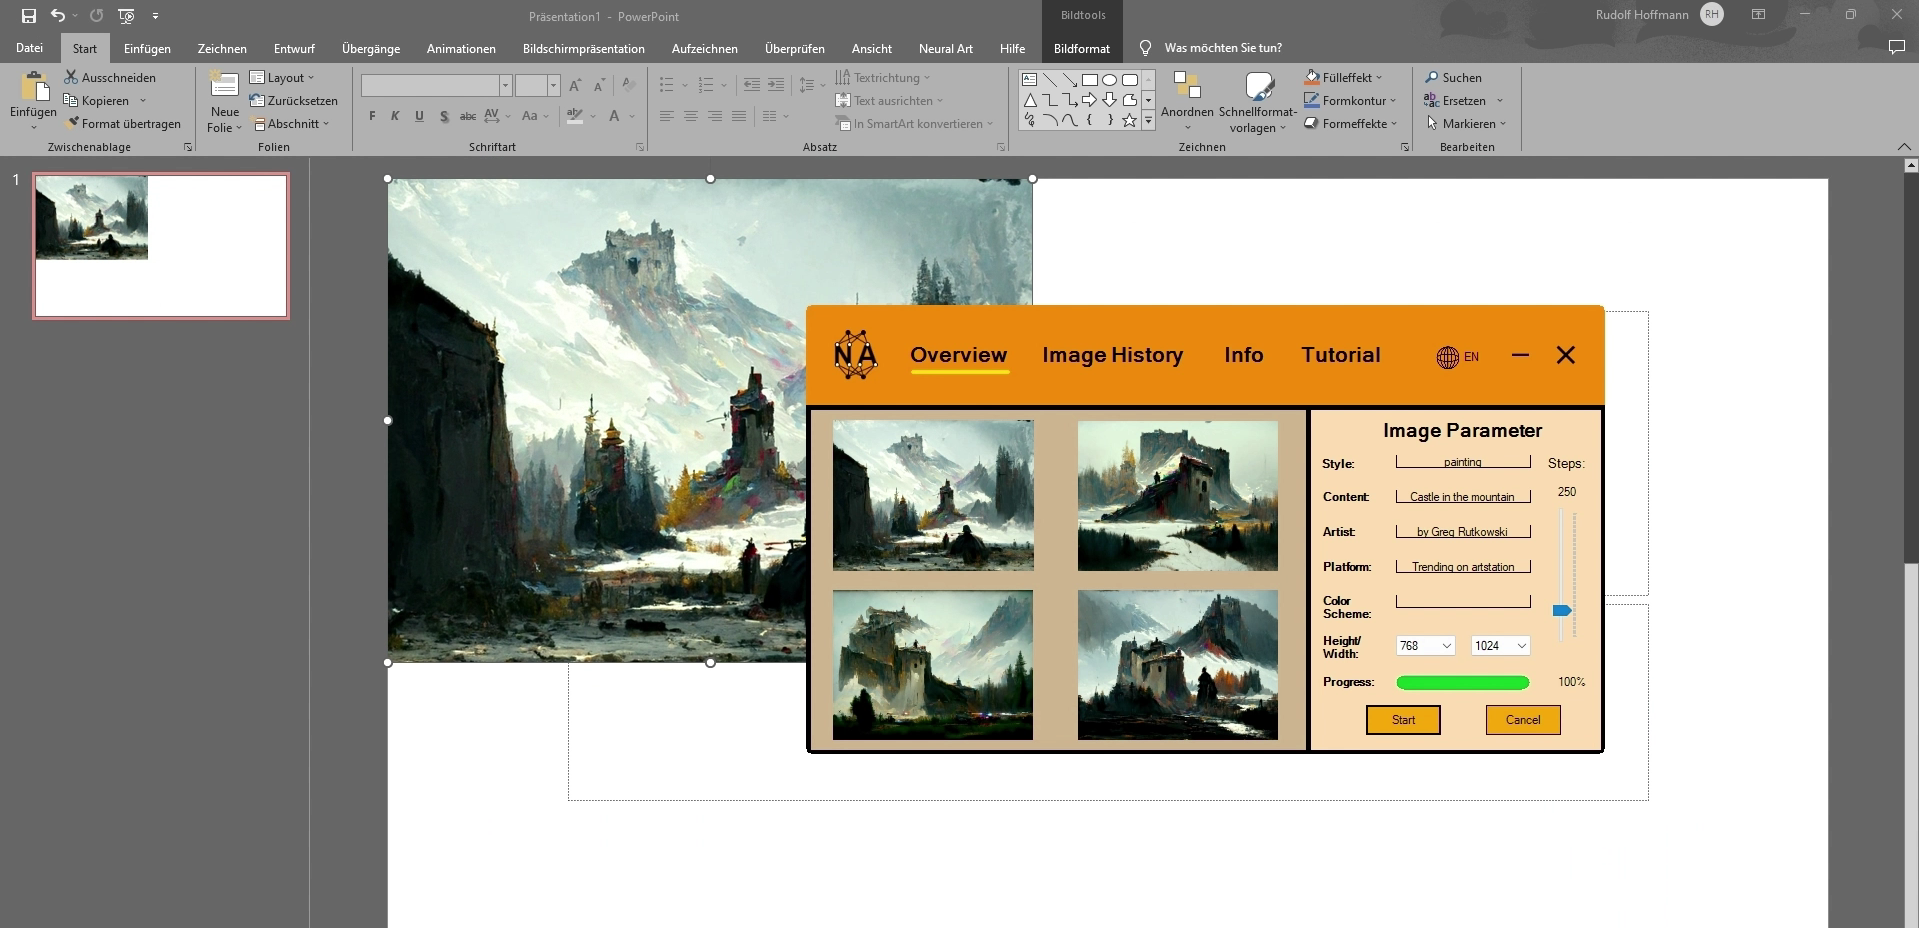 Präsentation1 - PowerPoint
Bildtools
Rudolf Hoffmann RH
Datei Start Einfügen Zeichnen Entwurf Übergänge Animationen Bildschirmpräsentation Aufzeichnen Überprüfen Ansicht Neural Art Hilfe Bildformat Was möchten Sie tun?
Einfügen
Ausschneiden
Kopieren
Format übertragen
Zwischenablage
Neue
Folie
Layout
Zurücksetzen
Abschnitt
Folien
F K U S abc AV Aa A
Schriftart
Textrichtung
Text ausrichten
In SmartArt konvertieren
Absatz
Anordnen
Schnellformat-
vorlagen
Fülleffekt
Formkontur
Formeffekte
Zeichnen
Suchen
Ersetzen
Markieren
Bearbeiten
1
NA Overview Image History Info Tutorial EN
Image Parameter
Style: painting Steps:
250
Content: Castle in the mountain
Artist: by Greg Rutkowski
Platform: Trending on artstation
Color
Scheme:
Height/
Width: 768 1024
Progress: 100%
Start Cancel